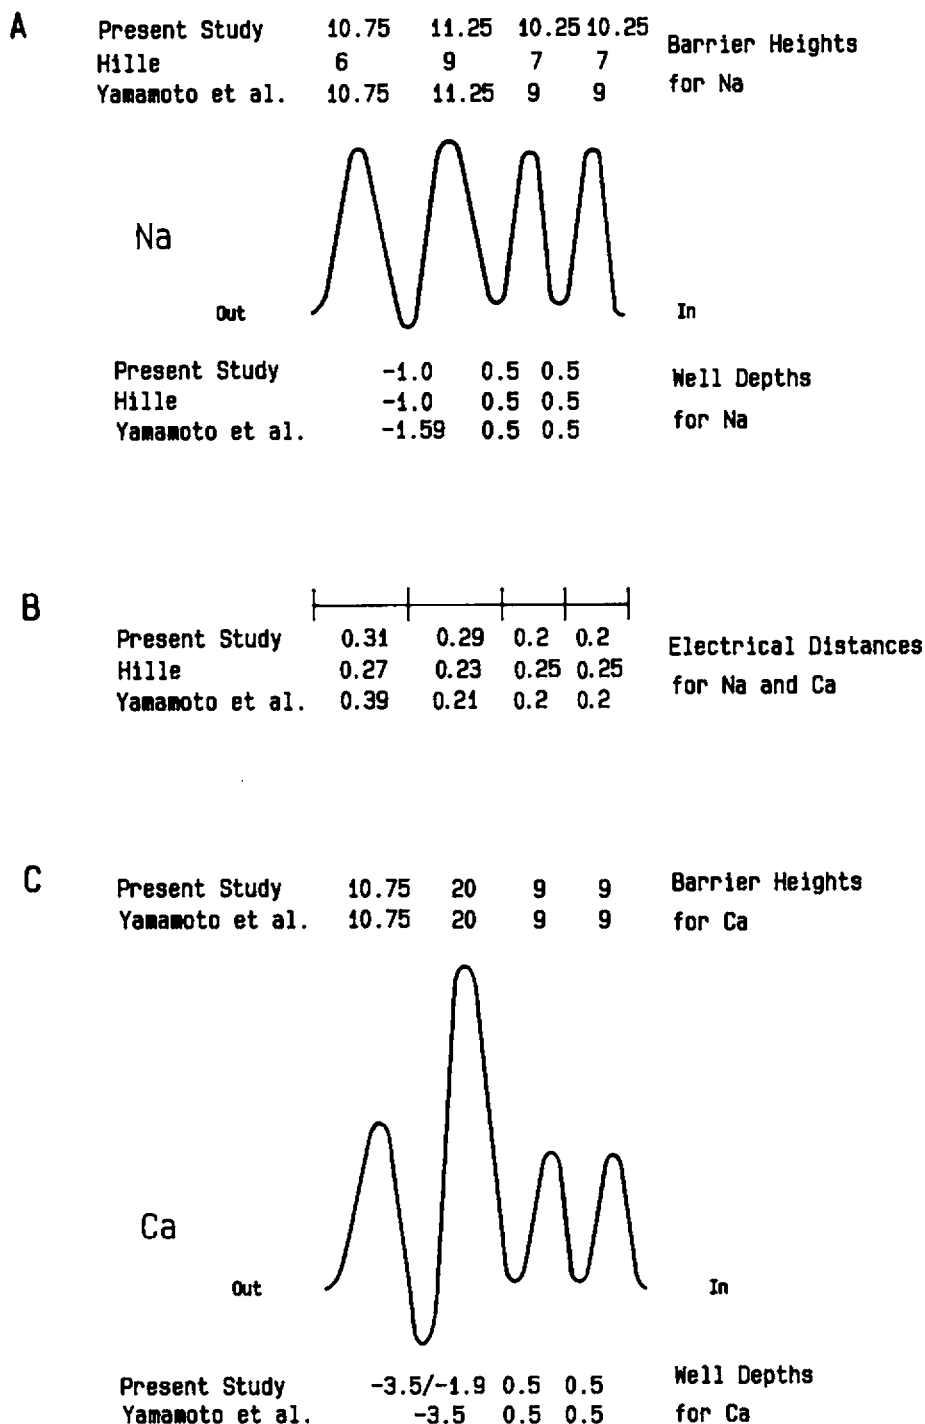 A
Present Study 10.75 11.25 10.25 10.25
Hille 6 9 7 7
Yamamoto et al. 10.75 11.25 9 9
Barrier Heights
for Na
Na
Out
In
Present Study -1.0 0.5 0.5
Hille -1.0 0.5 0.5
Yamamoto et al. -1.59 0.5 0.5
Well Depths
for Na
B
Present Study 0.31 0.29 0.2 0.2
Hille 0.27 0.23 0.25 0.25
Yamamoto et al. 0.39 0.21 0.2 0.2
Electrical Distances
for Na and Ca
C
Present Study 10.75 20 9 9
Yamamoto et al. 10.75 20 9 9
Barrier Heights
for Ca
Ca
Out
In
Present Study -3.5/-1.9 0.5 0.5
Yamamoto et al. -3.5 0.5 0.5
Well Depths
for Ca